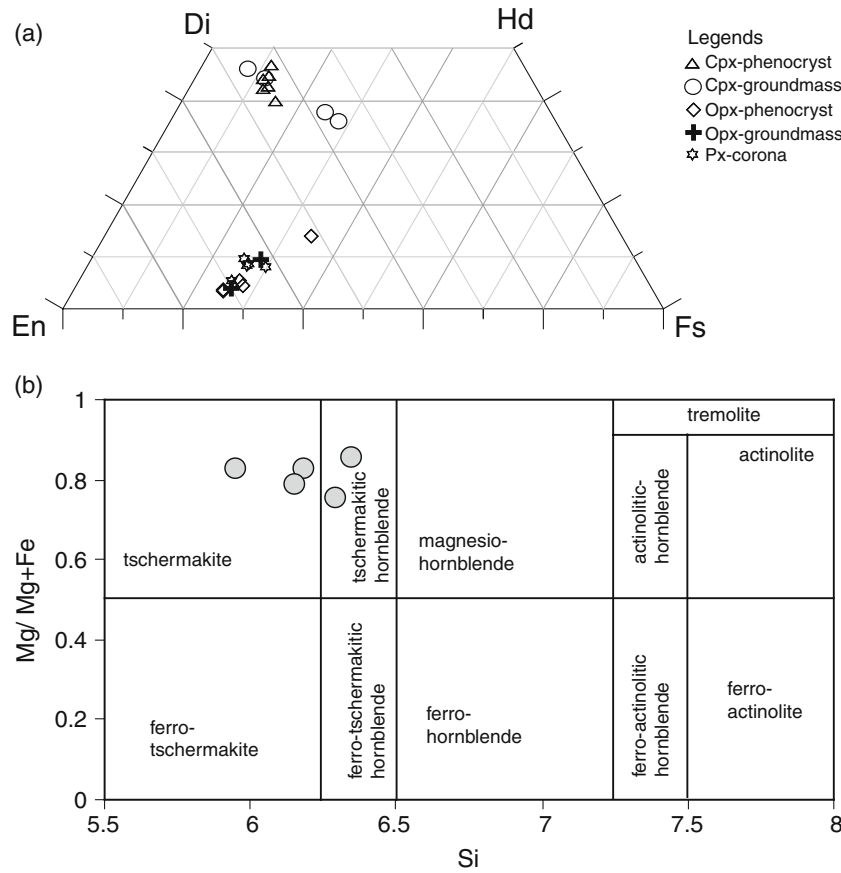 (a)
Di
Hd
En
Fs
Legends
Cpx-phenocryst
Cpx-groundmass
Opx-phenocryst
Opx-groundmass
Px-corona
(b)
Mg/ Mg+Fe
1
0.8
0.6
0.4
0.2
0
tremolite
actinolite
tschermakite
tschermakitic
hornblende
magnesio-
hornblende
actinolitic-
hornblende
ferro-
tschermakite
ferro-tschermakitic
hornblende
ferro-
hornblende
ferro-actinolitic
hornblende
ferro-
actinolite
5.5
6
6.5
7
7.5
8
Si